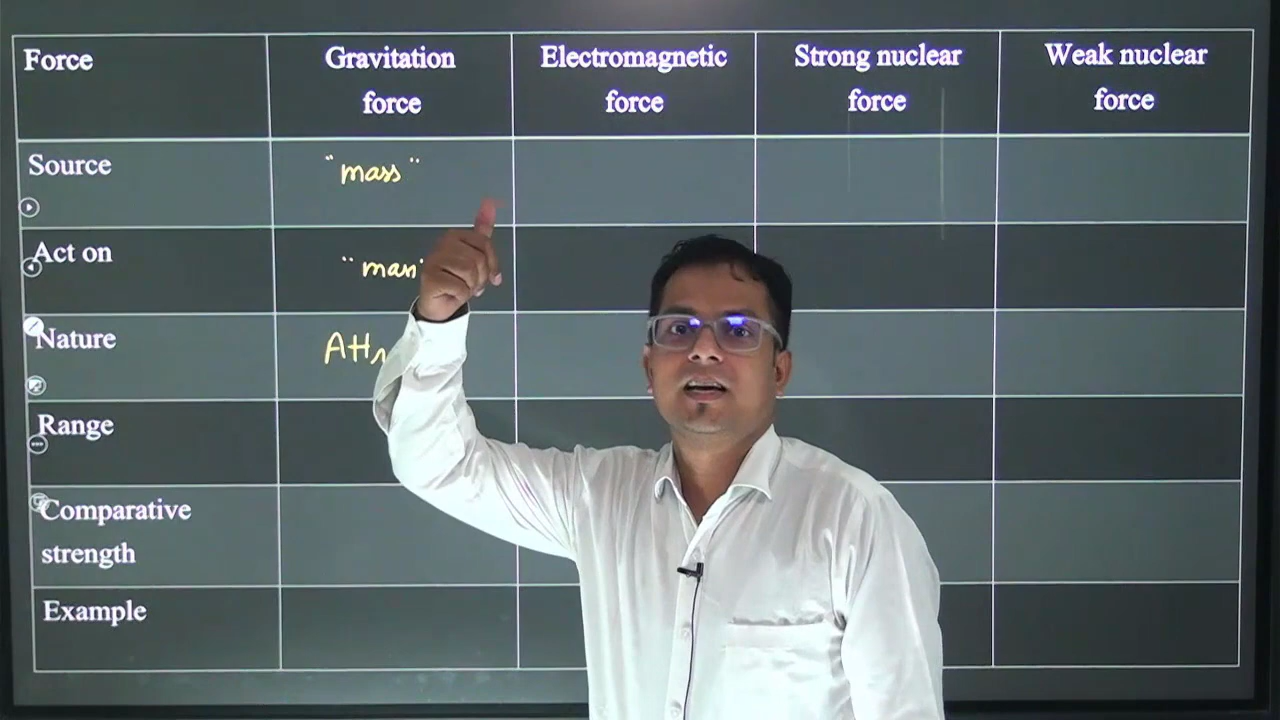 Force
Gravitation
force
Electromagnetic
force
Strong nuclear
force
Weak nuclear
force
Source
"mass"
Act on
Nature
Range
Comparative
strength
Example